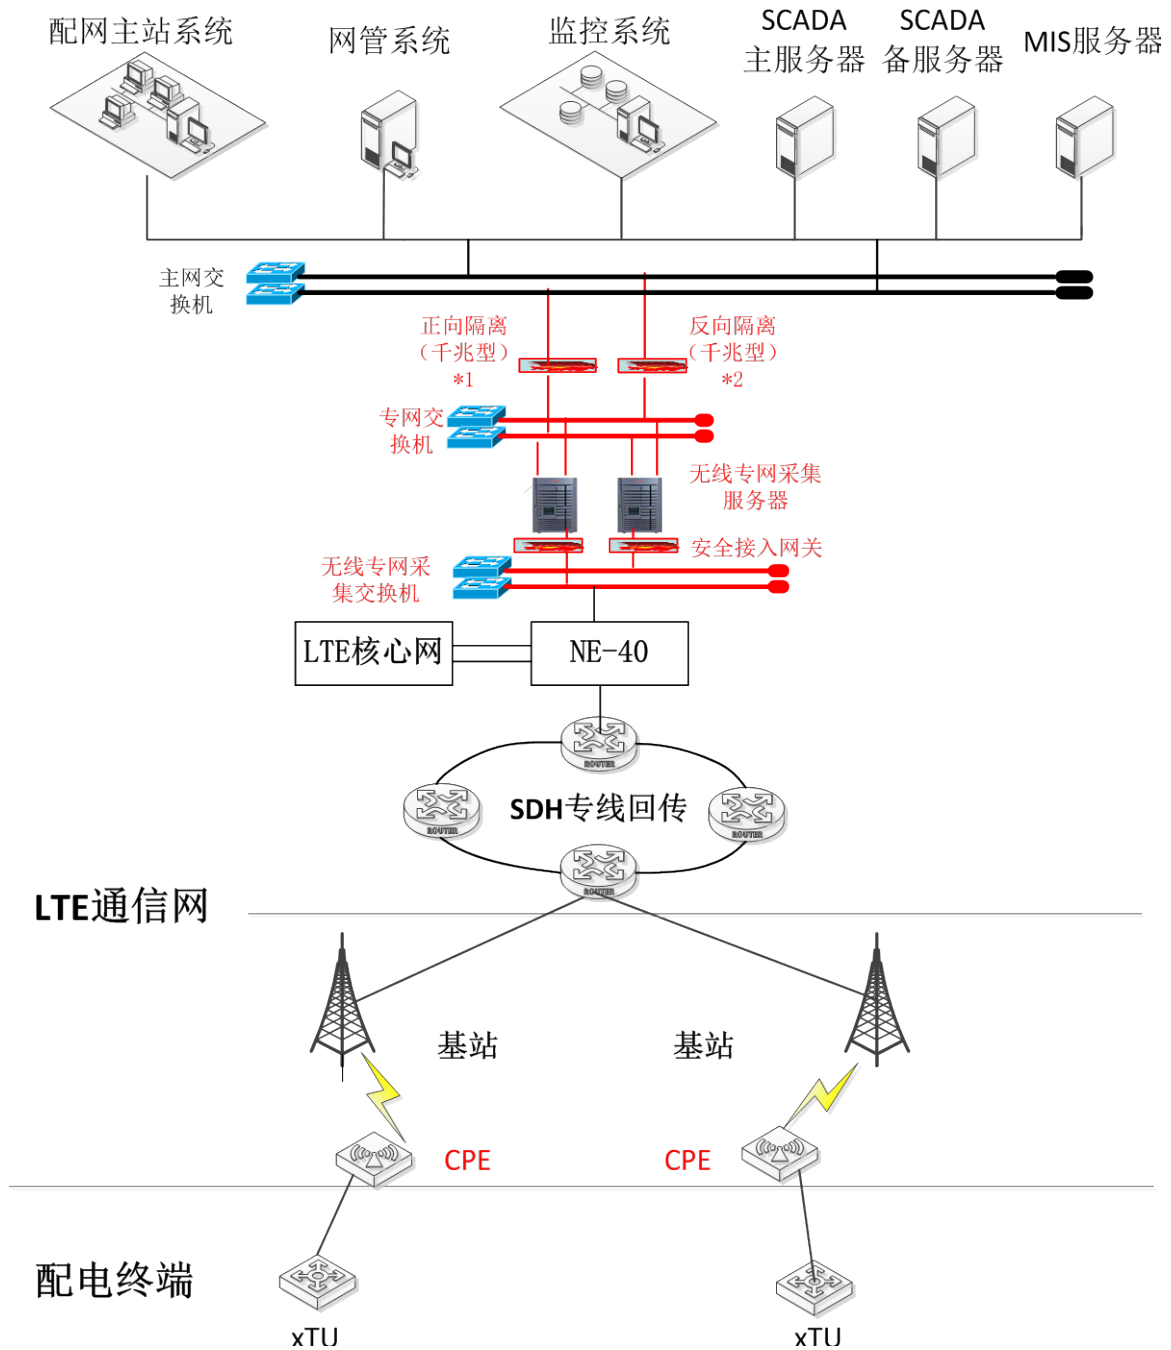 配网主站系统
网管系统
监控系统
SCADA
主服务器
SCADA
备服务器
MIS服务器
主网交
换机
正向隔离
（千兆型）
*1
反向隔离
（千兆型）
*2
专网交
换机
无线专网采集
服务器
安全接入网关
无线专网采
集交换机
LTE核心网
NE-40
ROUTER
SDH专线回传
ROUTER
ROUTER
ROUTER
LTE通信网
基站
基站
CPE
CPE
配电终端
xTU
xTU